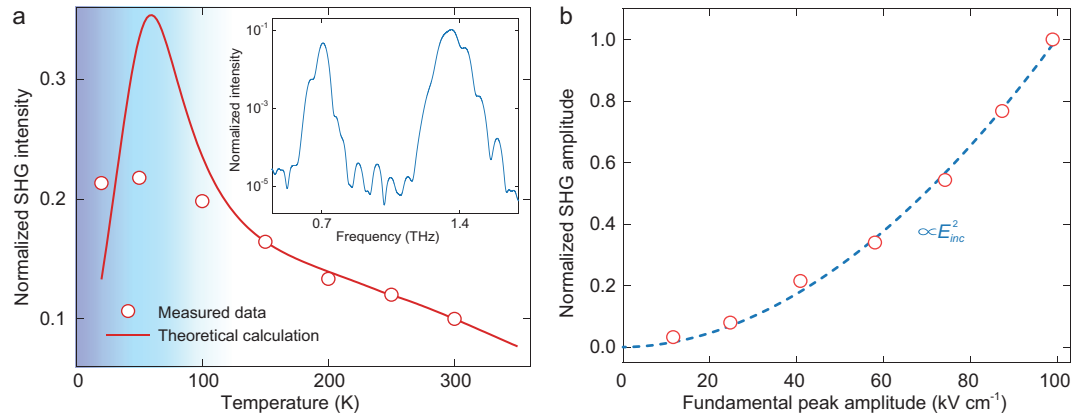 a
Normalized SHG intensity
0.3
0.2
0.1
0
100
200
300
Temperature (K)
Measured data
Theoretical calculation
Normalized intensity
10⁻¹
10⁻³
10⁻⁵
0.7
1.4
Frequency (THz)
b
Normalized SHG amplitude
1.0
0.8
0.6
0.4
0.2
0.0
0
20
40
60
80
100
Fundamental peak amplitude (kV cm⁻¹)
∝E²inc